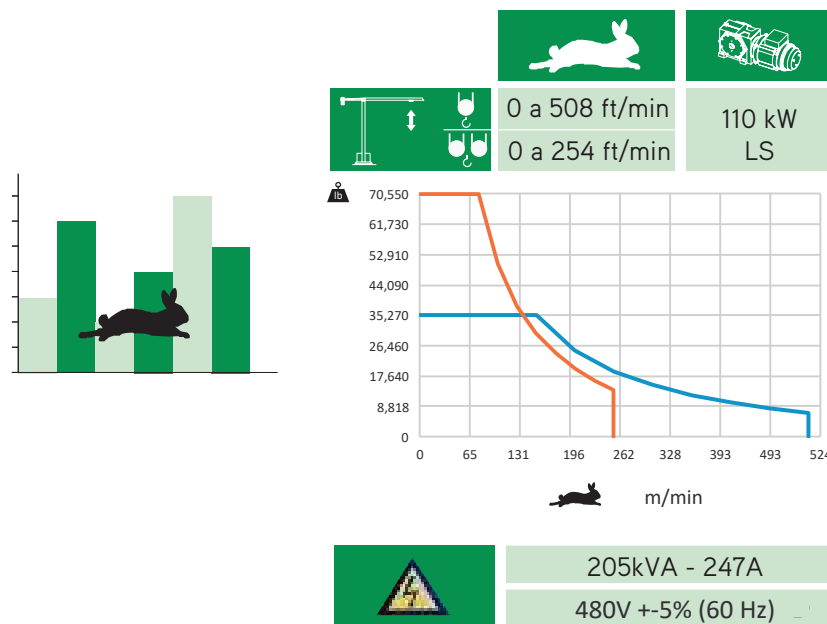 0 a 508 ft/min
0 a 254 ft/min
110 kW
LS
lb
70,550
61,730
52,910
44,090
35,270
26,460
17,640
8,818
0
0 65 131 196 262 328 393 493 524
m/min
205kVA - 247A
480V +-5% (60 Hz)